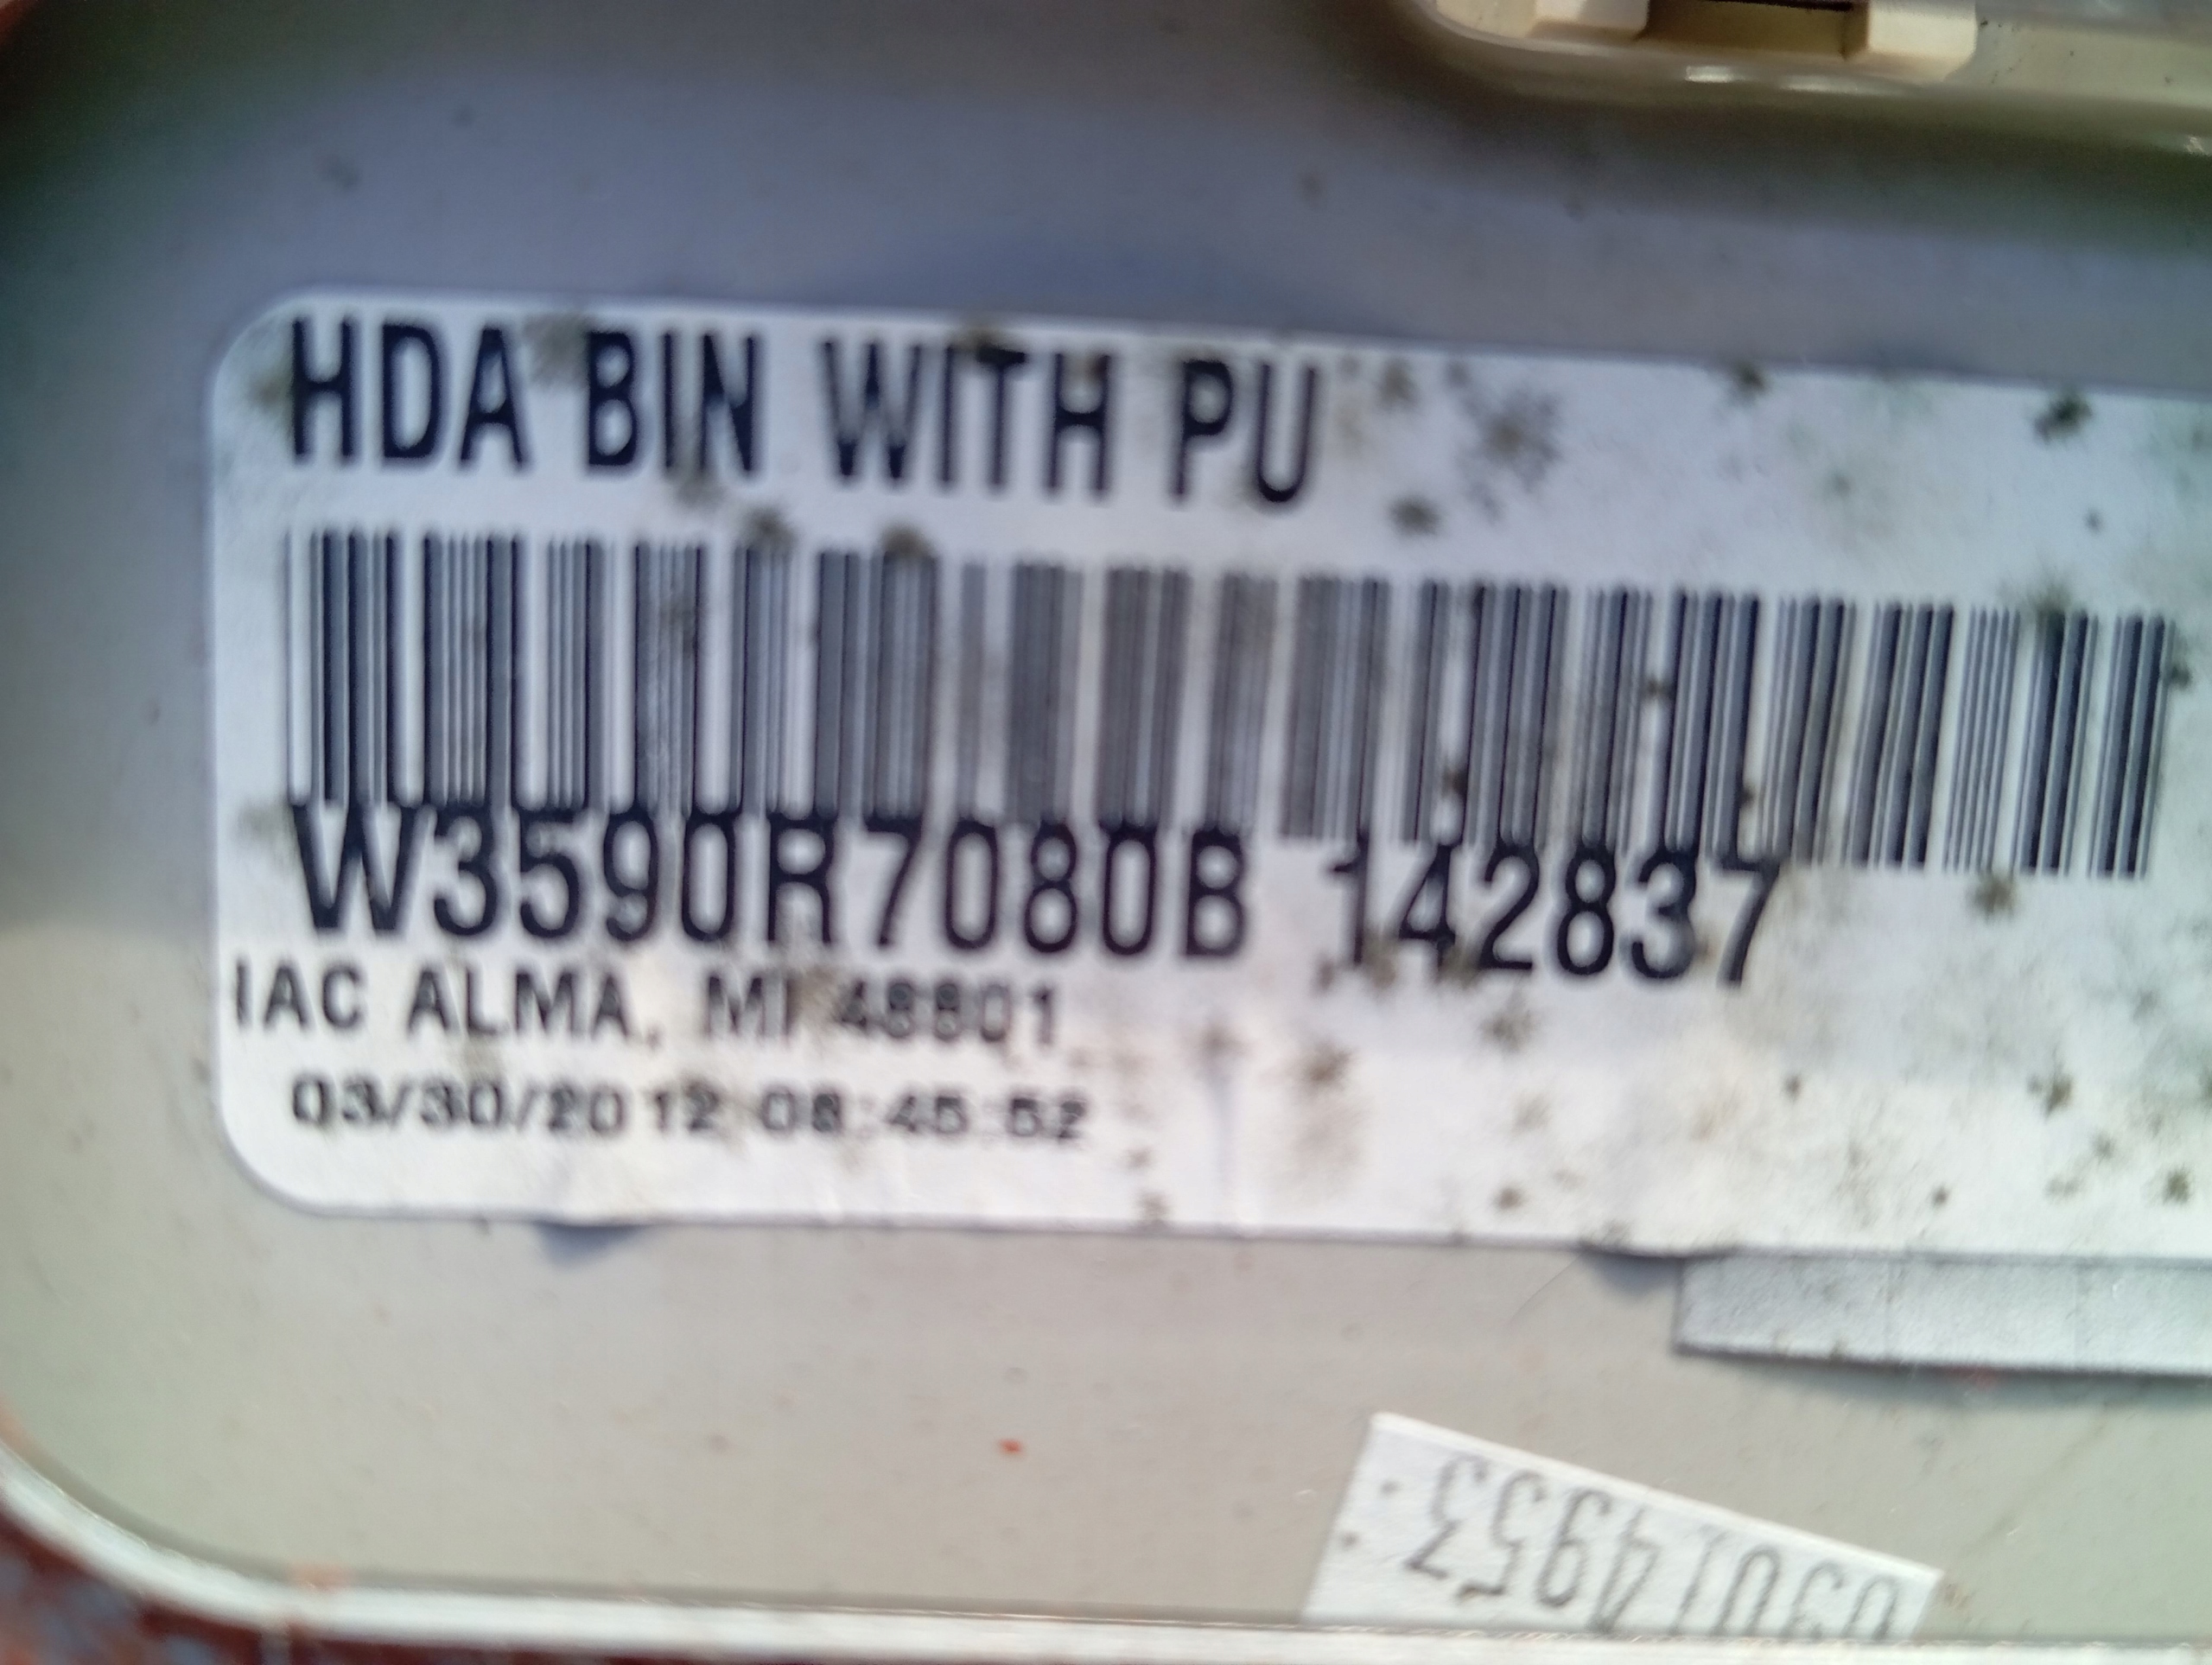 HDA BIN WITH PU
W3590R7080B 142837
IAC ALMA, MI 48801
03/30/2012 08:45:52